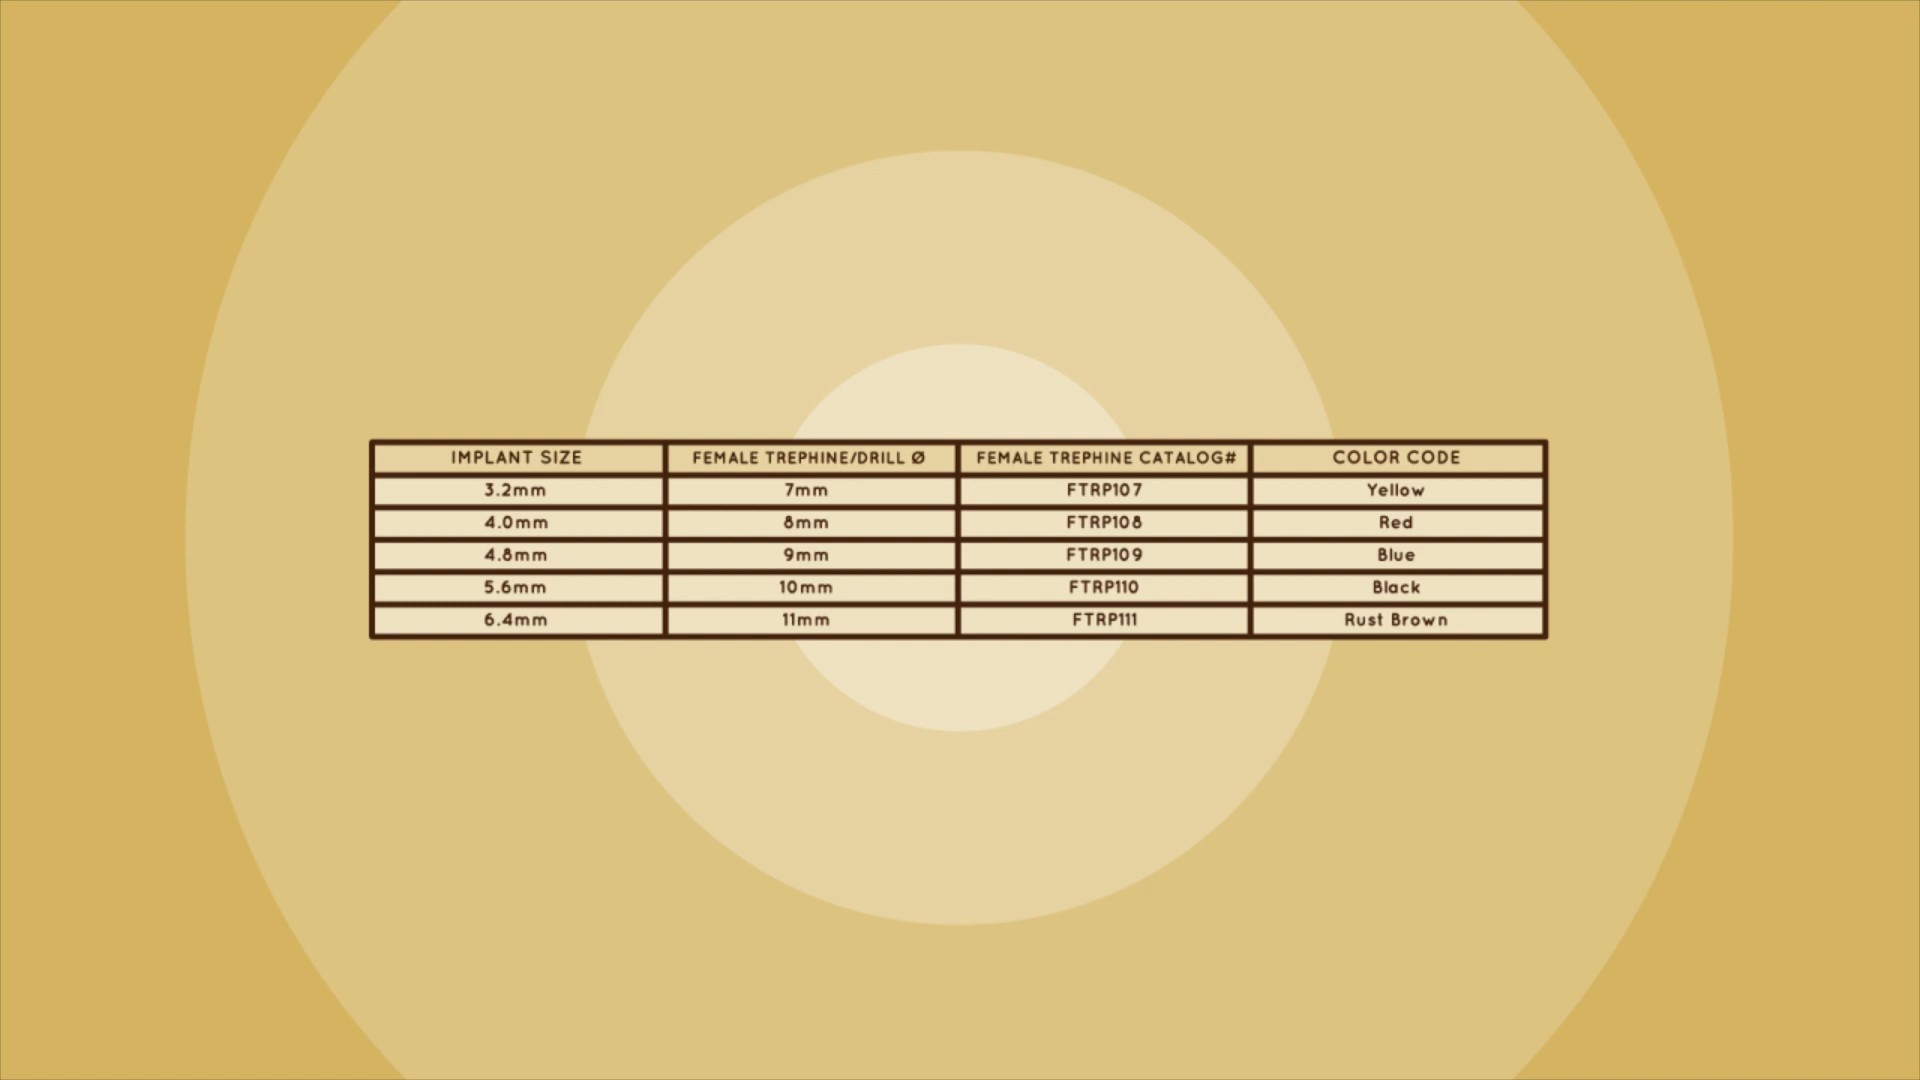 IMPLANT SIZE FEMALE TREPHINE/DRILL Ø FEMALE TREPHINE CATALOG# COLOR CODE
3.2mm 7mm FTRP107 Yellow
4.0mm 8mm FTRP108 Red
4.8mm 9mm FTRP109 Blue
5.6mm 10mm FTRP110 Black
6.4mm 11mm FTRP111 Rust Brown